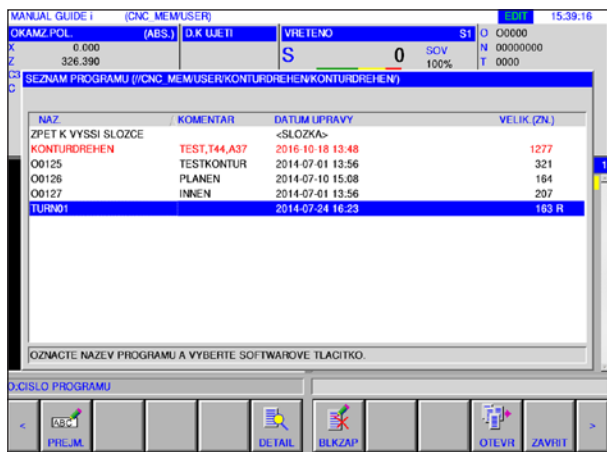 MANUAL GUIDE i (CNC_MEM/USER) EDIT 15:39:16
OKAMZ.POL. (ABS.) D.K UJETI VRETENO S1 O O0000
X 0.000 S 0 SOV N 00000000
Z 326.390 100% T 0000
C3 SEZNAM PROGRAMU (//CNC_MEM/USER/KONTURDREHEN/KONTURDREHEN/)
C
NAZ. / KOMENTAR DATUM UPRAVY VELIK.(ZN.)
ZPET K VYSSI SLOZCE <SLOZKA>
KONTURDREHEN TEST,T44,A37 2016-10-18 13:48 1277
O0125 TESTKONTUR 2014-07-01 13:56 321
O0126 PLANEN 2014-07-10 15:08 164
O0127 INNEN 2014-07-01 13:56 207
TURN01 2014-07-24 16:23 163 R
OZNACTE NAZEV PROGRAMU A VYBERTE SOFTWAROVE TLACITKO.
O:CISLO PROGRAMU
< ABC PREJM. DETAIL BLKZAP OTEVR ZAVRIT >